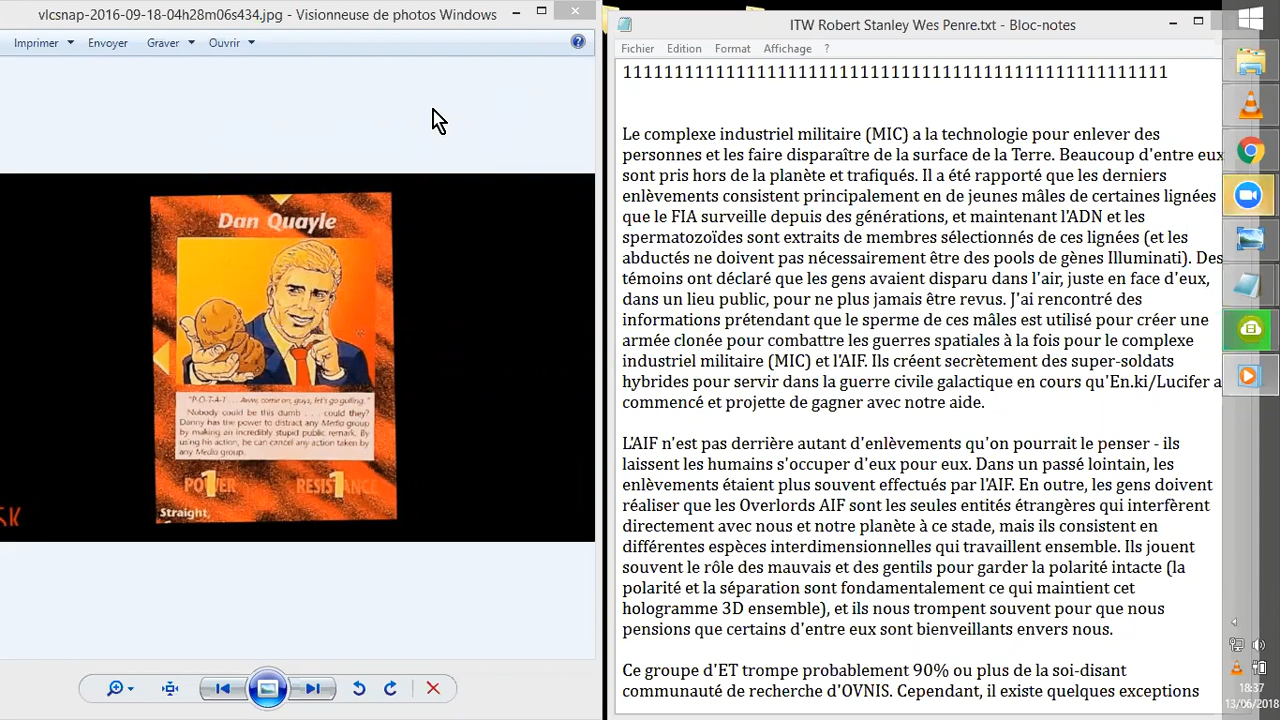 vlcsnap-2016-09-18-04h28m06s434.jpg - Visionneuse de photos Windows
Imprimer
Envoyer
Graver
Ouvrir
Dan Quayle
"P-O-T-A-T . . . Aww, come on, guys, let's go golfing."
Nobody could be this dumb . . . could they?
Danny has the power to distract any Media group
by making an incredibly stupid public remark. By
using his action, he can cancel any action taken by
any Media group.
POWER
1
RESISTANCE
1
Straight,
SK
ITW Robert Stanley Wes Penre.txt - Bloc-notes
Fichier Edition Format Affichage ?
11111111111111111111111111111111111111111111111111111
Le complexe industriel militaire (MIC) a la technologie pour enlever des
personnes et les faire disparaître de la surface de la Terre. Beaucoup d'entre eux
sont pris hors de la planète et trafiqués. Il a été rapporté que les derniers
enlèvements consistent principalement en de jeunes mâles de certaines lignées
que le FIA surveille depuis des générations, et maintenant l'ADN et les
spermatozoïdes sont extraits de membres sélectionnés de ces lignées (et les
abductés ne doivent pas nécessairement être des pools de gènes Illuminati). Des
témoins ont déclaré que les gens avaient disparu dans l'air, juste en face d'eux,
dans un lieu public, pour ne plus jamais être revus. J'ai rencontré des
informations prétendant que le sperme de ces mâles est utilisé pour créer une
armée clonée pour combattre les guerres spatiales à la fois pour le complexe
industriel militaire (MIC) et l'AIF. Ils créent secrètement des super-soldats
hybrides pour servir dans la guerre civile galactique en cours qu'En.ki/Lucifer a
commencé et projette de gagner avec notre aide.
L'AIF n'est pas derrière autant d'enlèvements qu'on pourrait le penser - ils
laissent les humains s'occuper d'eux pour eux. Dans un passé lointain, les
enlèvements étaient plus souvent effectués par l'AIF. En outre, les gens doivent
réaliser que les Overlords AIF sont les seules entités étrangères qui interfèrent
directement avec nous et notre planète à ce stade, mais ils consistent en
différentes espèces interdimensionnelles qui travaillent ensemble. Ils jouent
souvent le rôle des mauvais et des gentils pour garder la polarité intacte (la
polarité et la séparation sont fondamentalement ce qui maintient cet
hologramme 3D ensemble), et ils nous trompent souvent pour que nous
pensions que certains d'entre eux sont bienveillants envers nous.
Ce groupe d'ET trompe probablement 90% ou plus de la soi-disant
communauté de recherche d'OVNIS. Cependant, il existe quelques exceptions
18:37
13/06/2018